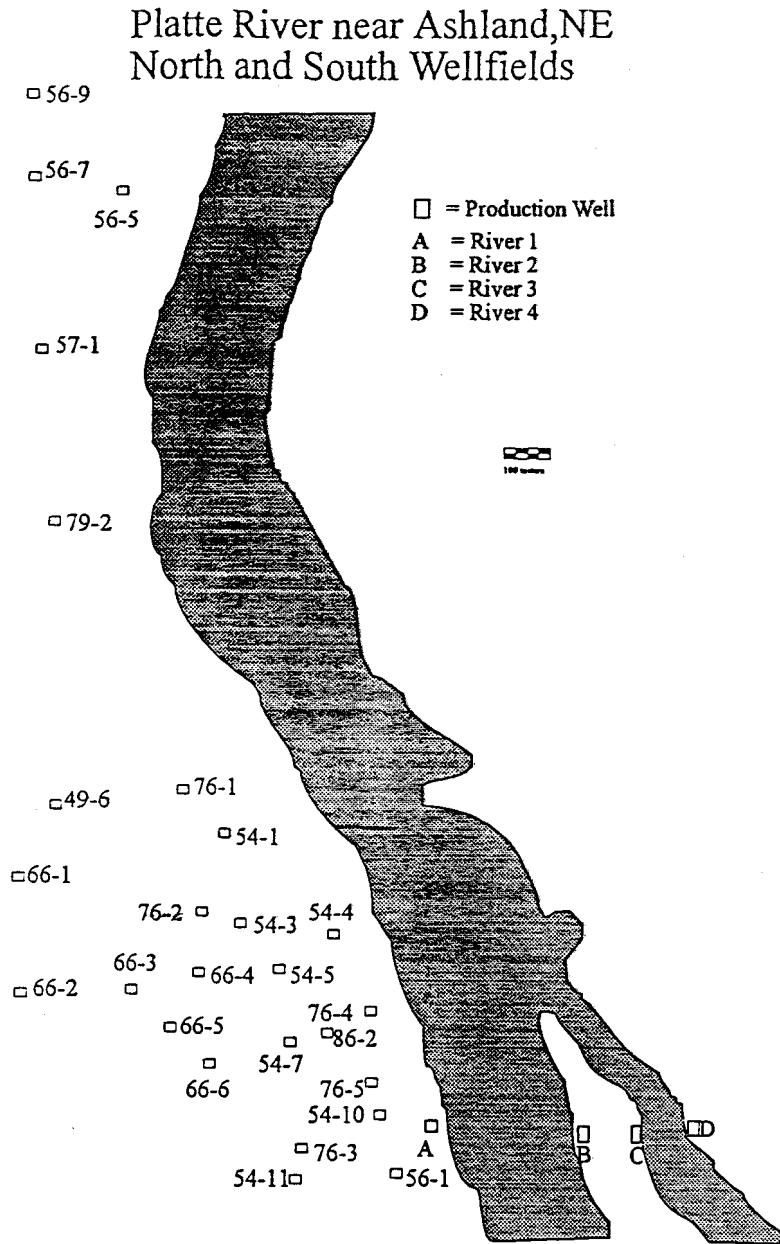 Platte River near Ashland,NE
North and South Wellfields
56-9
56-7
56-5
= Production Well
A = River 1
B = River 2
C = River 3
D = River 4
57-1
100 meters
79-2
76-1
49-6
54-1
66-1
76-2
54-3
54-4
66-3
66-4
54-5
66-2
76-4
66-5
86-2
54-7
66-6
76-5
54-10
A
B
C
D
76-3
54-11
56-1